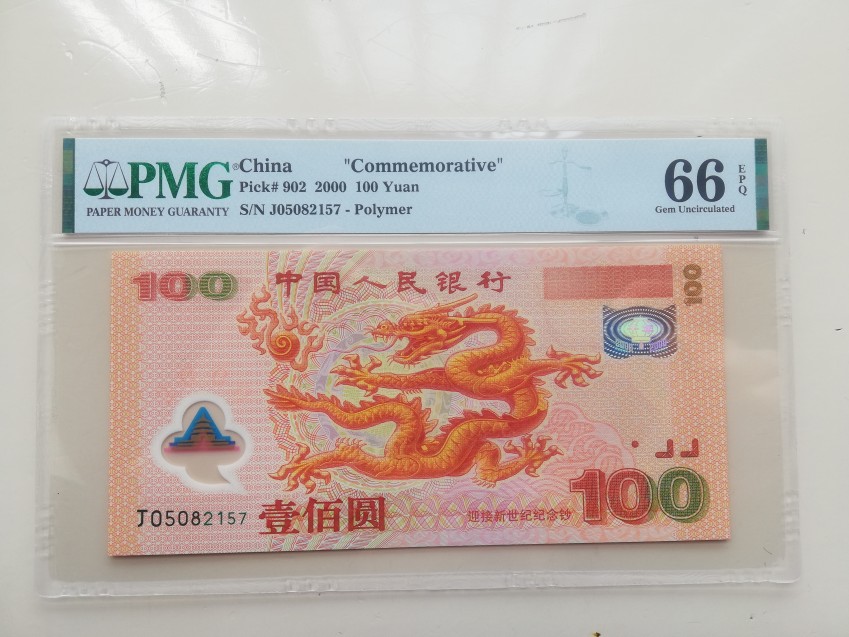 PMG®
PAPER MONEY GUARANTY
China "Commemorative"
Pick# 902 2000 100 Yuan
S/N J05082157 - Polymer
66 EPQ
Gem Uncirculated
100 中国人民银行 100
J05082157 壹佰圆 迎接新世纪纪念钞 100